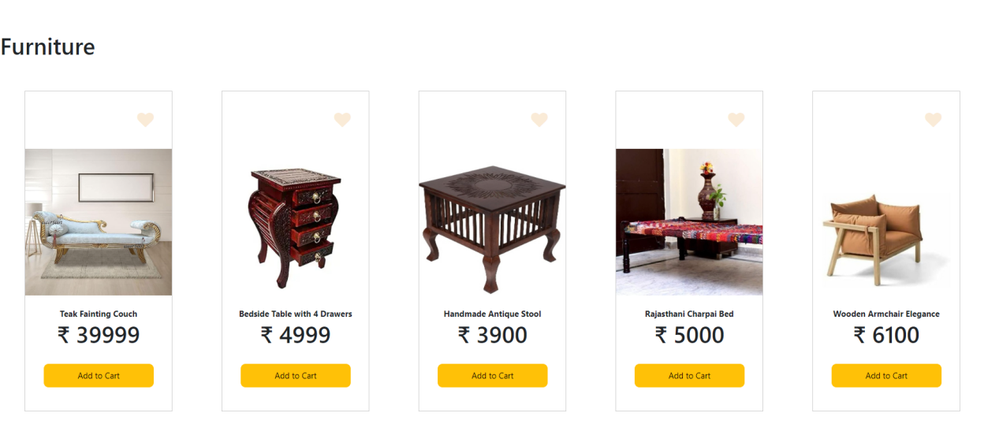 Furniture
Teak Fainting Couch
₹ 39999
Add to Cart
Bedside Table with 4 Drawers
₹ 4999
Add to Cart
Handmade Antique Stool
₹ 3900
Add to Cart
Rajasthani Charpai Bed
₹ 5000
Add to Cart
Wooden Armchair Elegance
₹ 6100
Add to Cart